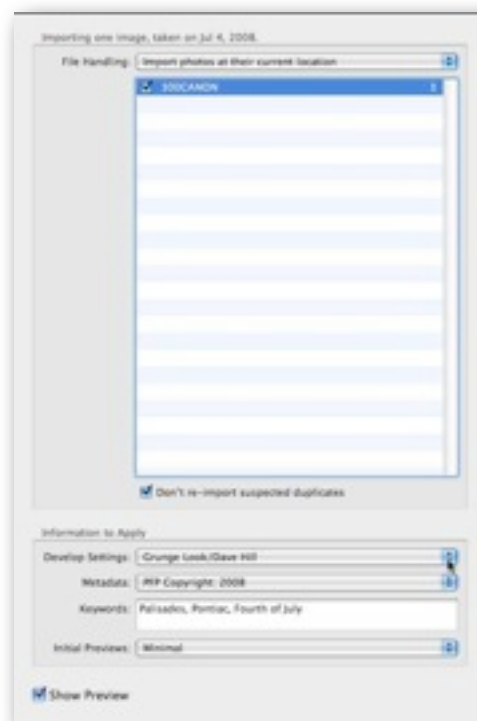 Importing one image, taken on Jul 4, 2008.
File Handling: Import photos at their current location
100CANON 1
Don't re-import suspected duplicates
Information to Apply
Develop Settings: Grunge Look/Dave Hill
Metadata: PFP Copyright: 2008
Keywords: Palisades, Pontiac, Fourth of July
Initial Previews: Minimal
Show Preview